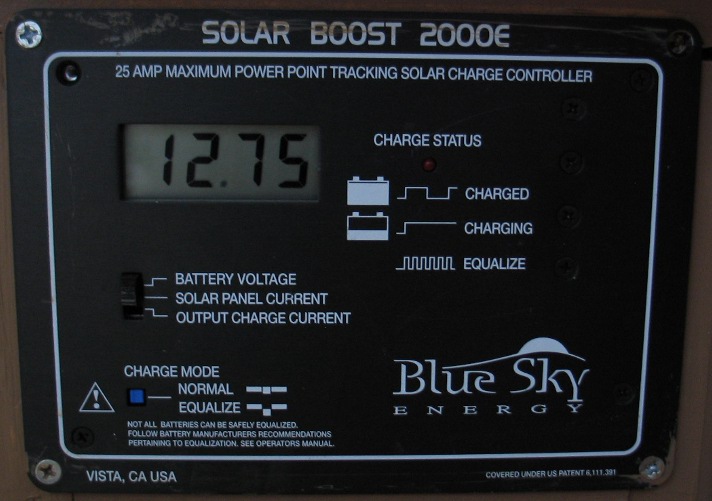 SOLAR BOOST 2000E
25 AMP MAXIMUM POWER POINT TRACKING SOLAR CHARGE CONTROLLER
12.75
CHARGE STATUS
CHARGED
CHARGING
EQUALIZE
BATTERY VOLTAGE
SOLAR PANEL CURRENT
OUTPUT CHARGE CURRENT
CHARGE MODE
NORMAL
EQUALIZE
NOT ALL BATTERIES CAN BE SAFELY EQUALIZED.
FOLLOW BATTERY MANUFACTURERS RECOMMENDATIONS
PERTAINING TO EQUALIZATION. SEE OPERATORS MANUAL.
Blue Sky
ENERGY
VISTA, CA USA
COVERED UNDER US PATENT 6,111,391